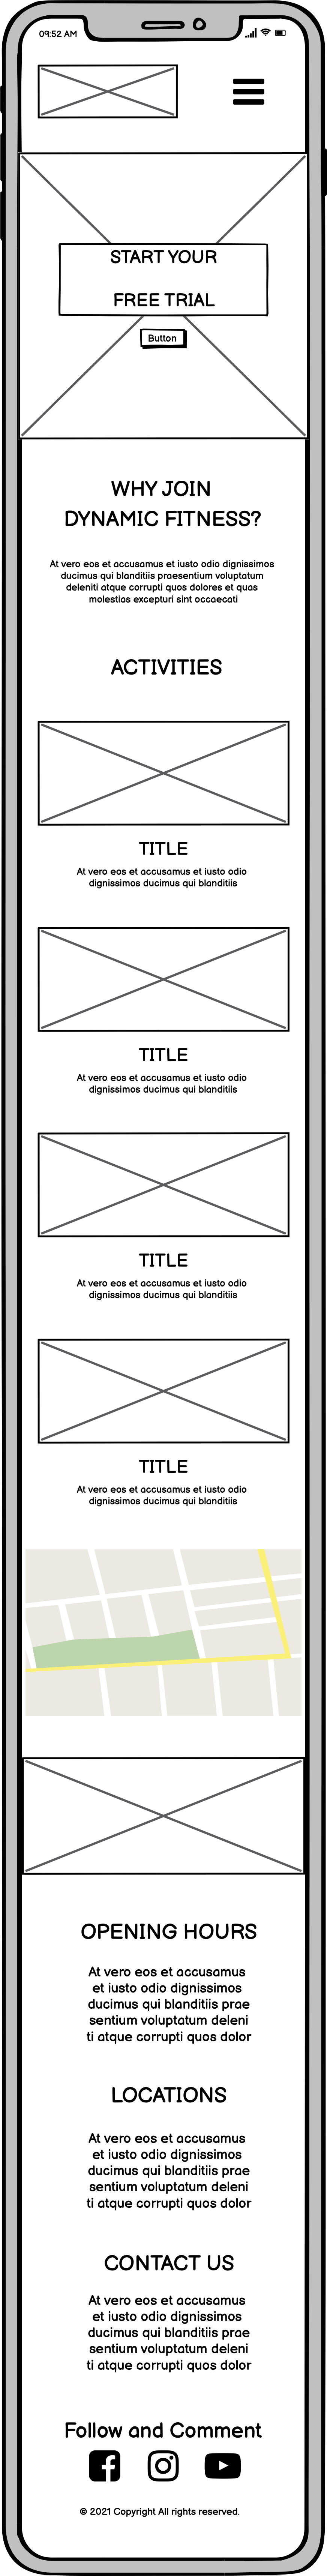 09:52 AM
START YOUR
FREE TRIAL
Button
WHY JOIN
DYNAMIC FITNESS?
At vero eos et accusamus et iusto odio dignissimos
ducimus qui blanditiis praesentium voluptatum
deleniti atque corrupti quos dolores et quas
molestias excepturi sint occaecati
ACTIVITIES
TITLE
At vero eos et accusamus et iusto odio
dignissimos ducimus qui blanditiis
TITLE
At vero eos et accusamus et iusto odio
dignissimos ducimus qui blanditiis
TITLE
At vero eos et accusamus et iusto odio
dignissimos ducimus qui blanditiis
TITLE
At vero eos et accusamus et iusto odio
dignissimos ducimus qui blanditiis
OPENING HOURS
At vero eos et accusamus
et iusto odio dignissimos
ducimus qui blanditiis prae
sentium voluptatum deleni
ti atque corrupti quos dolor
LOCATIONS
At vero eos et accusamus
et iusto odio dignissimos
ducimus qui blanditiis prae
sentium voluptatum deleni
ti atque corrupti quos dolor
CONTACT US
At vero eos et accusamus
et iusto odio dignissimos
ducimus qui blanditiis prae
sentium voluptatum deleni
ti atque corrupti quos dolor
Follow and Comment
© 2021 Copyright All rights reserved.